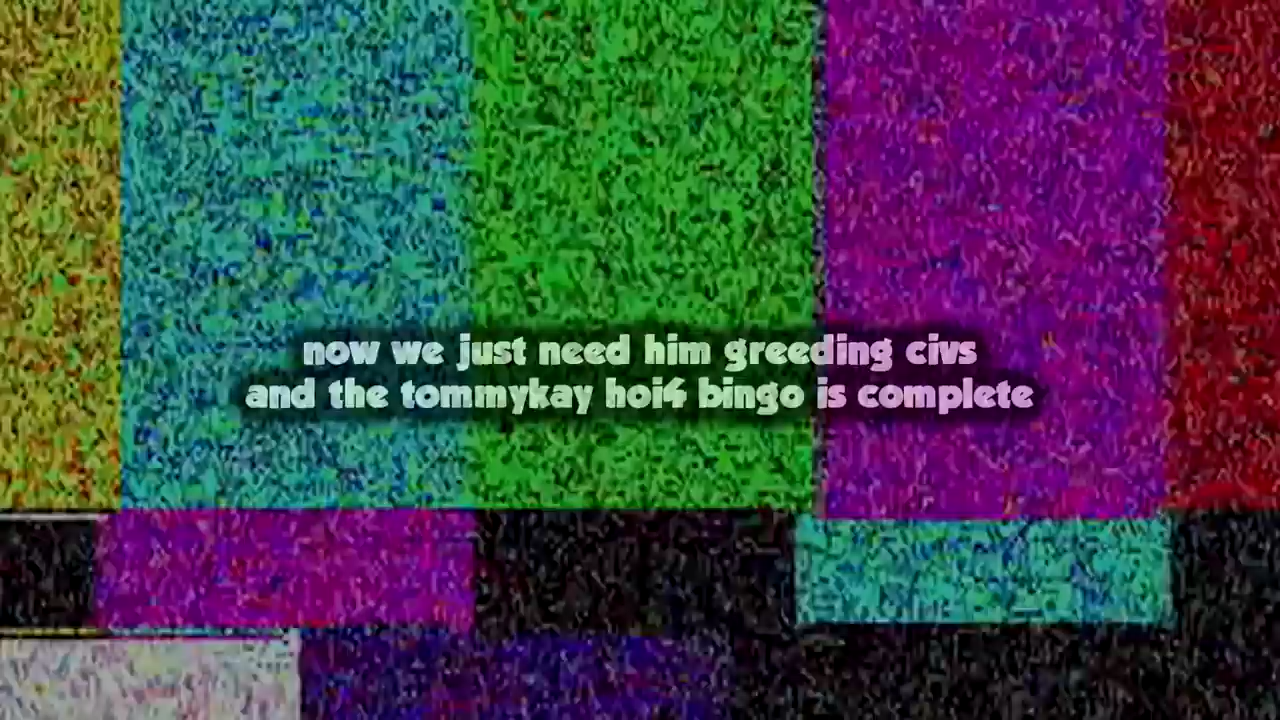 now we just need him greeding civs
and the tommykay hoi4 bingo is complete